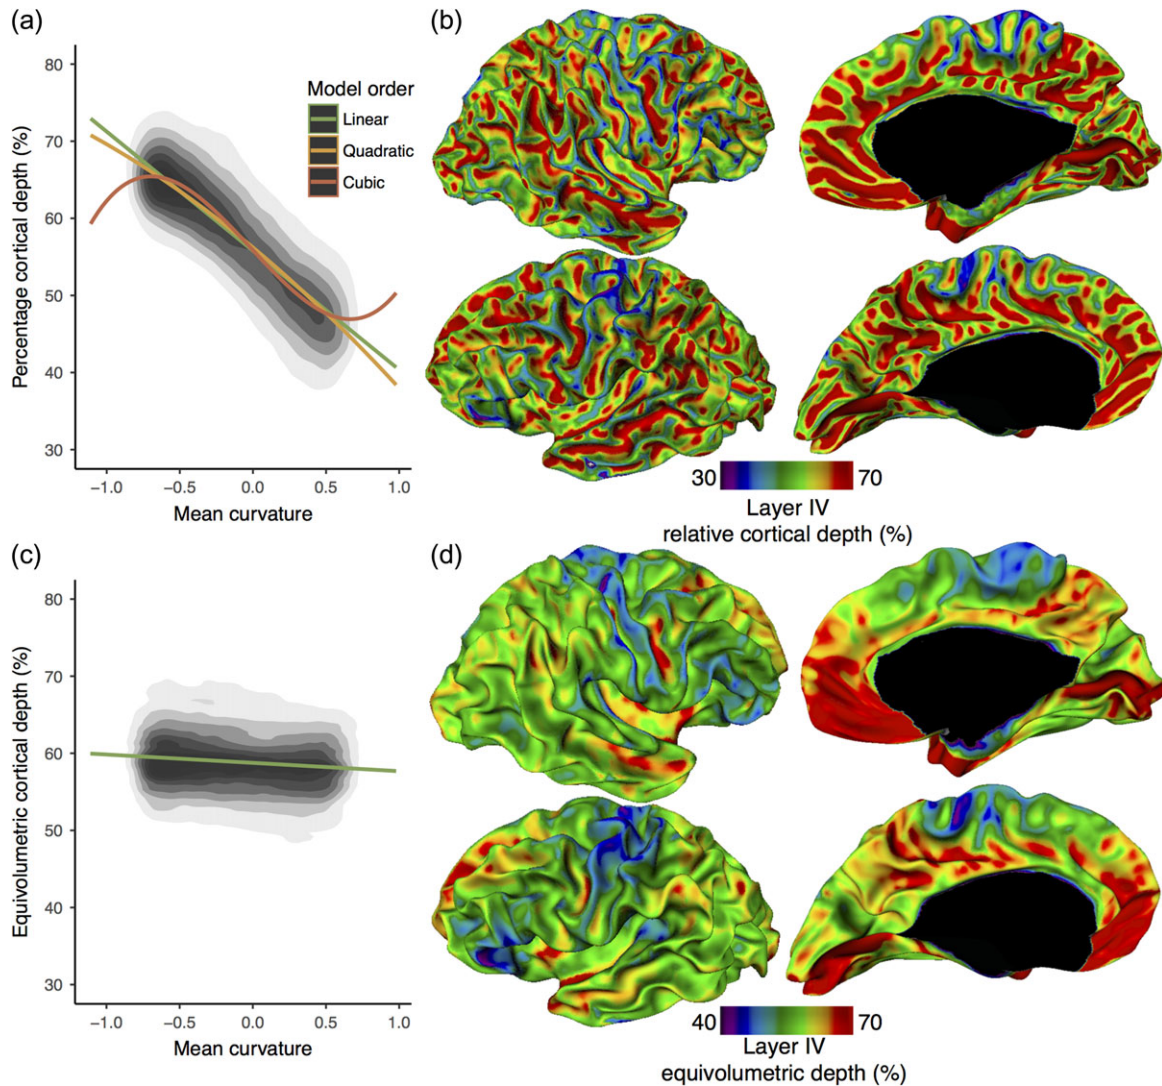 (a)
80
70
60
50
40
30
Percentage cortical depth (%)
−1.0 −0.5 0.0 0.5 1.0
Mean curvature
Model order
Linear
Quadratic
Cubic
(b)
30 70
Layer IV
relative cortical depth (%)
(c)
80
70
60
50
40
30
Equivolumetric cortical depth (%)
−1.0 −0.5 0.0 0.5 1.0
Mean curvature
(d)
40 70
Layer IV
equivolumetric depth (%)